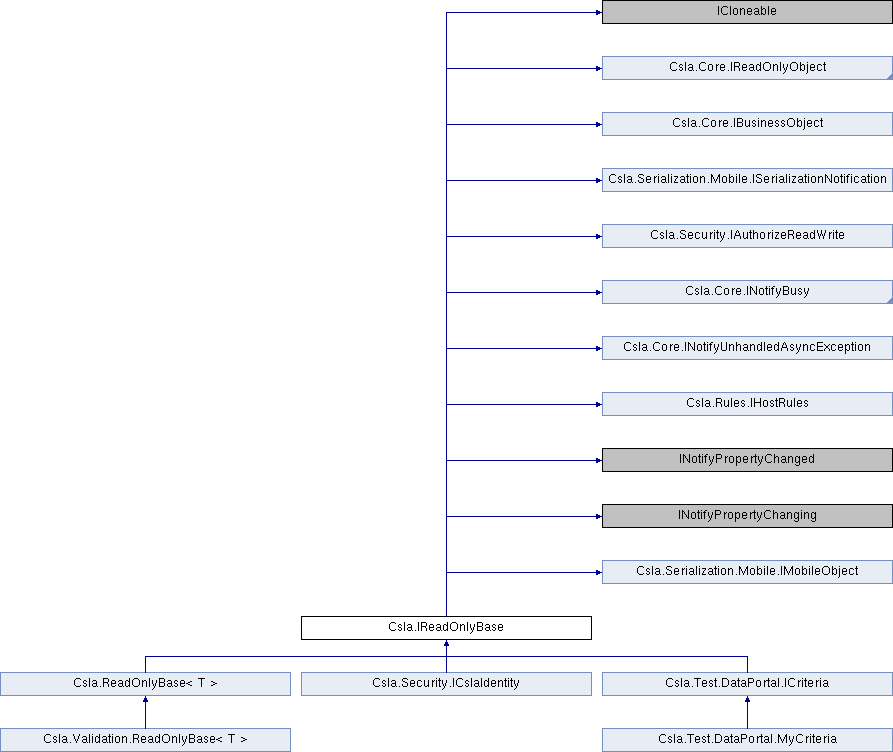 ICloneable
Csla.Core.IReadOnlyObject
Csla.Core.IBusinessObject
Csla.Serialization.Mobile.ISerializationNotification
Csla.Security.IAuthorizeReadWrite
Csla.Core.INotifyBusy
Csla.Core.INotifyUnhandledAsyncException
Csla.Rules.IHostRules
INotifyPropertyChanged
INotifyPropertyChanging
Csla.Serialization.Mobile.IMobileObject
Csla.IReadOnlyBase
Csla.ReadOnlyBase< T >
Csla.Security.ICslaIdentity
Csla.Test.DataPortal.ICriteria
Csla.Validation.ReadOnlyBase< T >
Csla.Test.DataPortal.MyCriteria